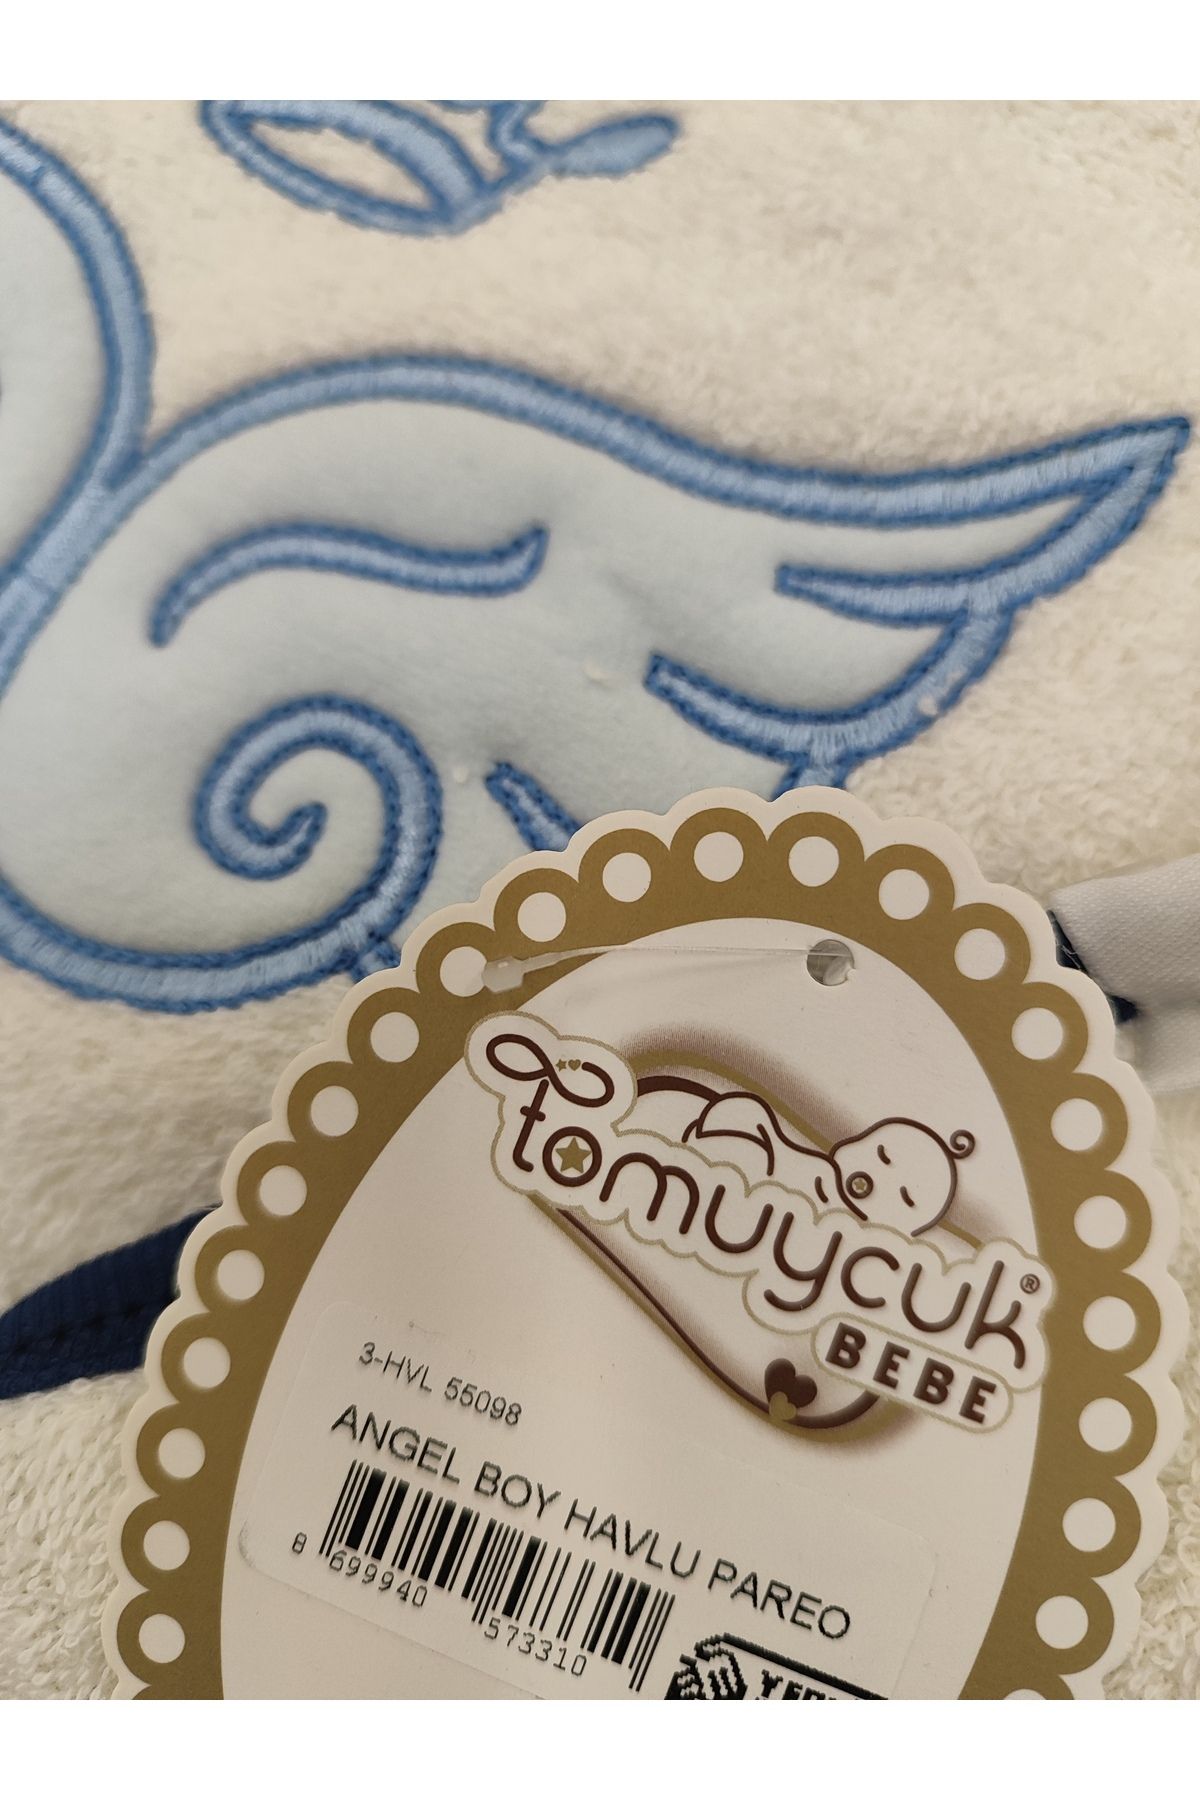 tomuycuk®
BEBE
3-HVL 55098
ANGEL BOY HAVLU PAREO
8 699940 573310